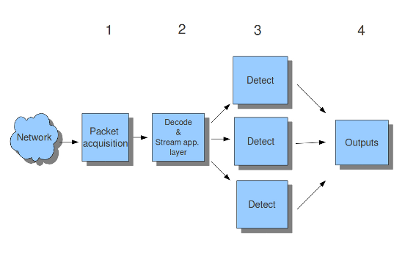 1
2
3
4
Network
Packet
acquisition
Decode
&
Stream app.
layer
Detect
Detect
Detect
Outputs